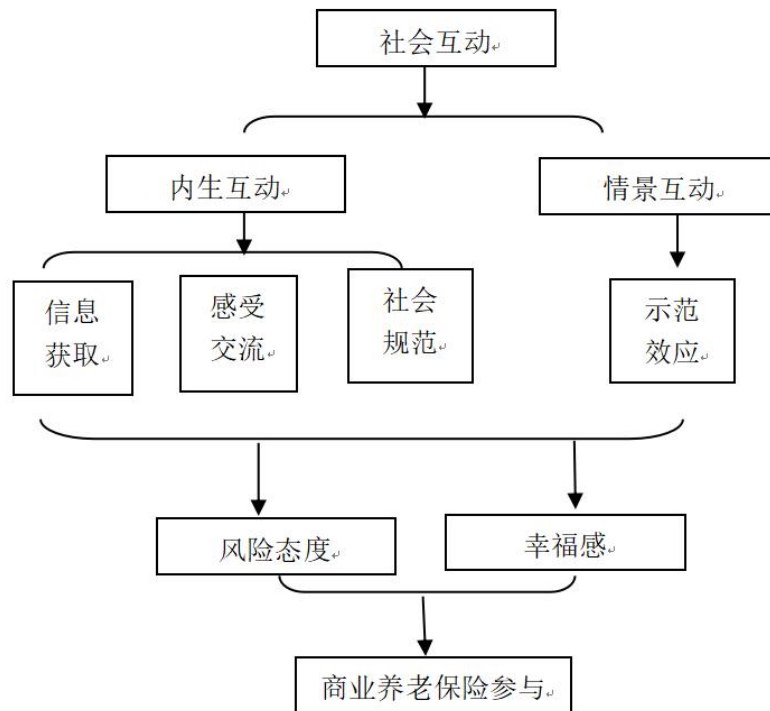 社会互动
内生互动
情景互动
信息
获取
感受
交流
社会
规范
示范
效应
风险态度
幸福感
商业养老保险参与